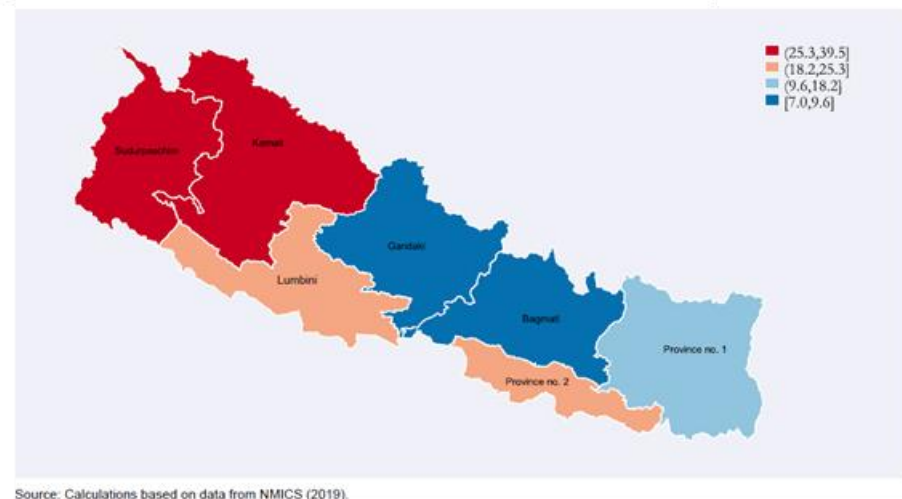 (25.3,39.5]
(18.2,25.3]
(9.6,18.2]
[7.0,9.6]
Karnali
Gandaki
Lumbini
Bagmati
Province no. 1
Province no. 2
Source: Calculations based on data from NMICS (2019).